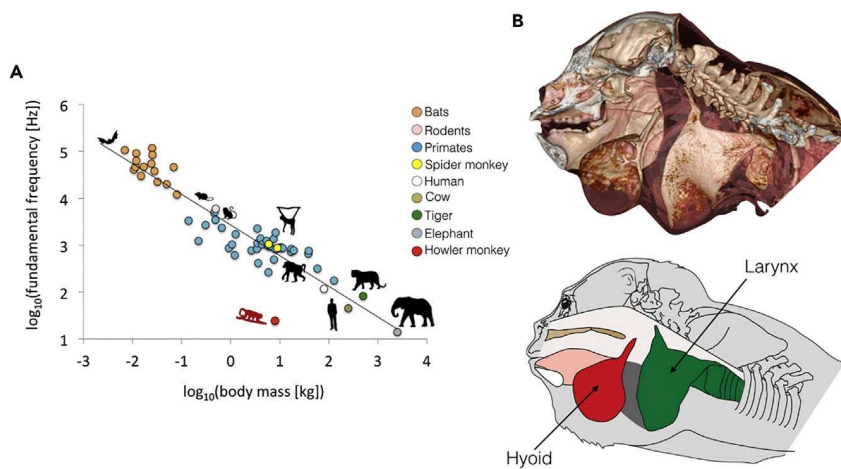 A
log10(fundamental frequency [Hz])
6
5
4
3
2
1
-3
-2
-1
0
1
2
3
4
log10(body mass [kg])
Bats
Rodents
Primates
Spider monkey
Human
Cow
Tiger
Elephant
Howler monkey
B
Larynx
Hyoid